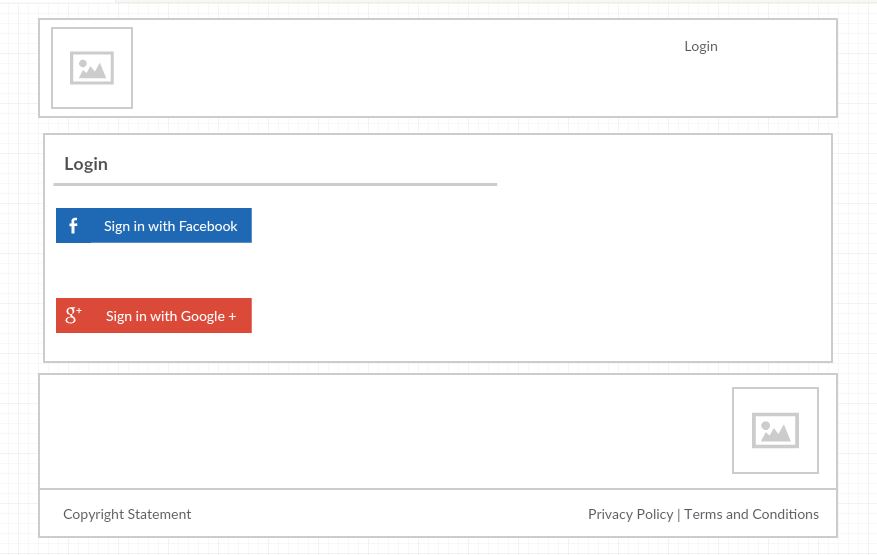 Login
Login
Sign in with Facebook
Sign in with Google +
Copyright Statement
Privacy Policy | Terms and Conditions